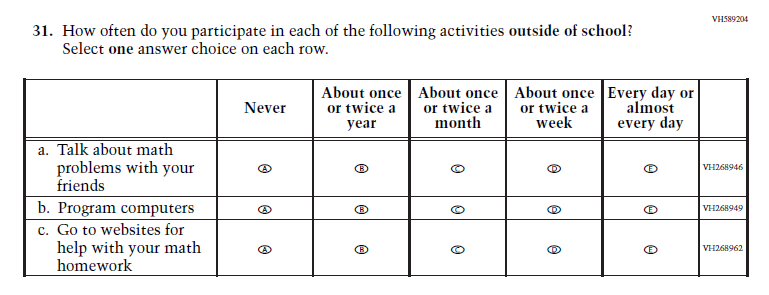 VH589204
31. How often do you participate in each of the following activities outside of school?
Select one answer choice on each row.
Never
About once or twice a year
About once or twice a month
About once or twice a week
Every day or almost every day
a. Talk about math
problems with your
friends
A B C D E VH268946
b. Program computers A B C D E VH268949
c. Go to websites for
help with your math
homework
A B C D E VH268962